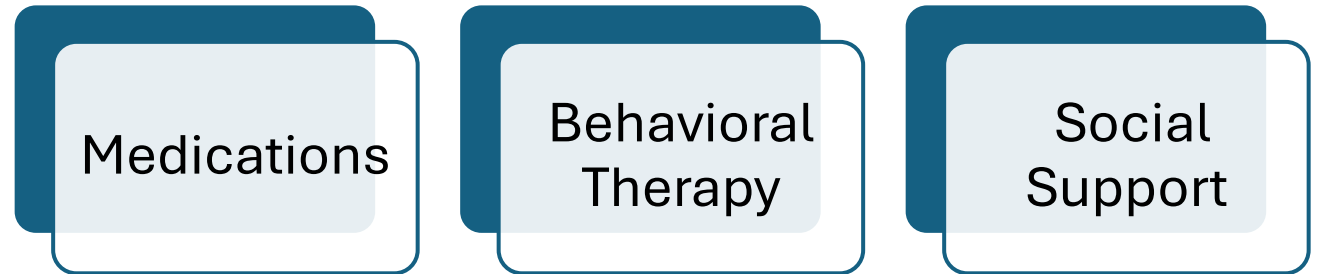 Medications
Behavioral
Therapy
Social
Support